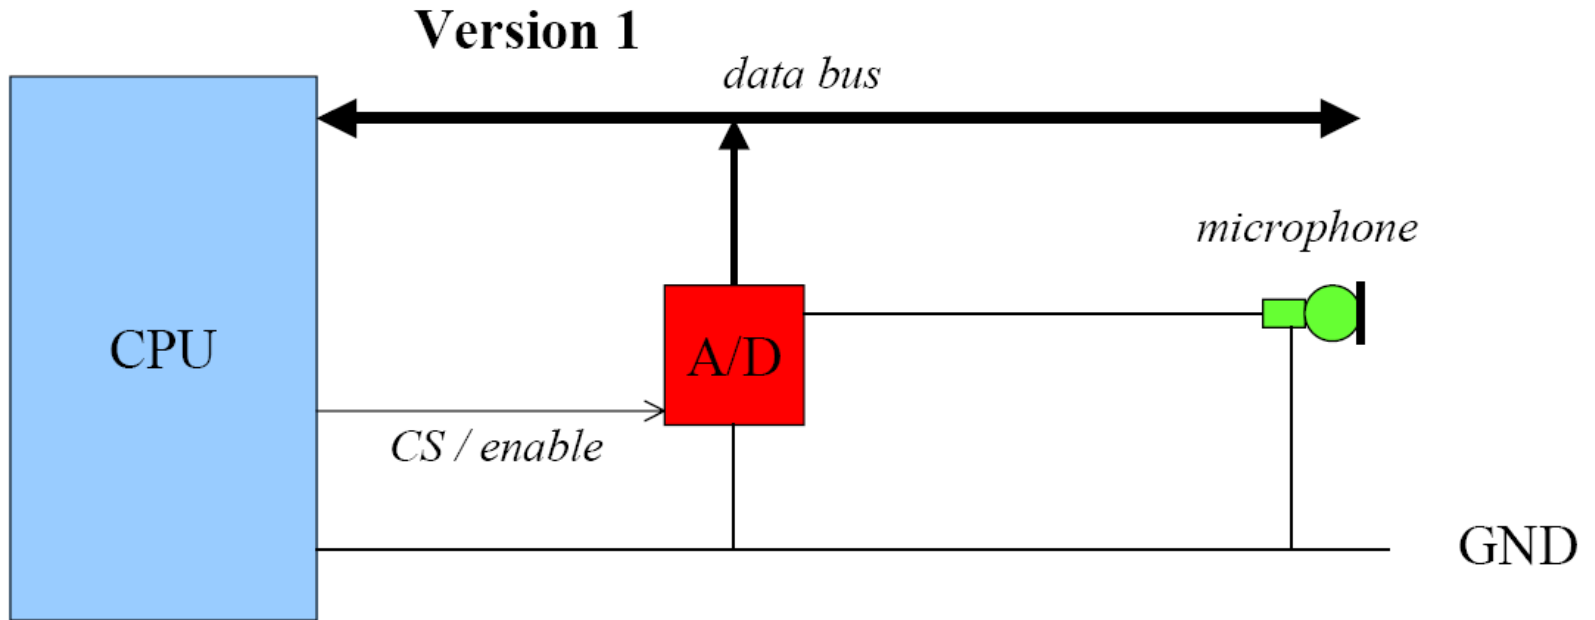 Version 1
data bus
microphone
CPU
A/D
CS / enable
GND